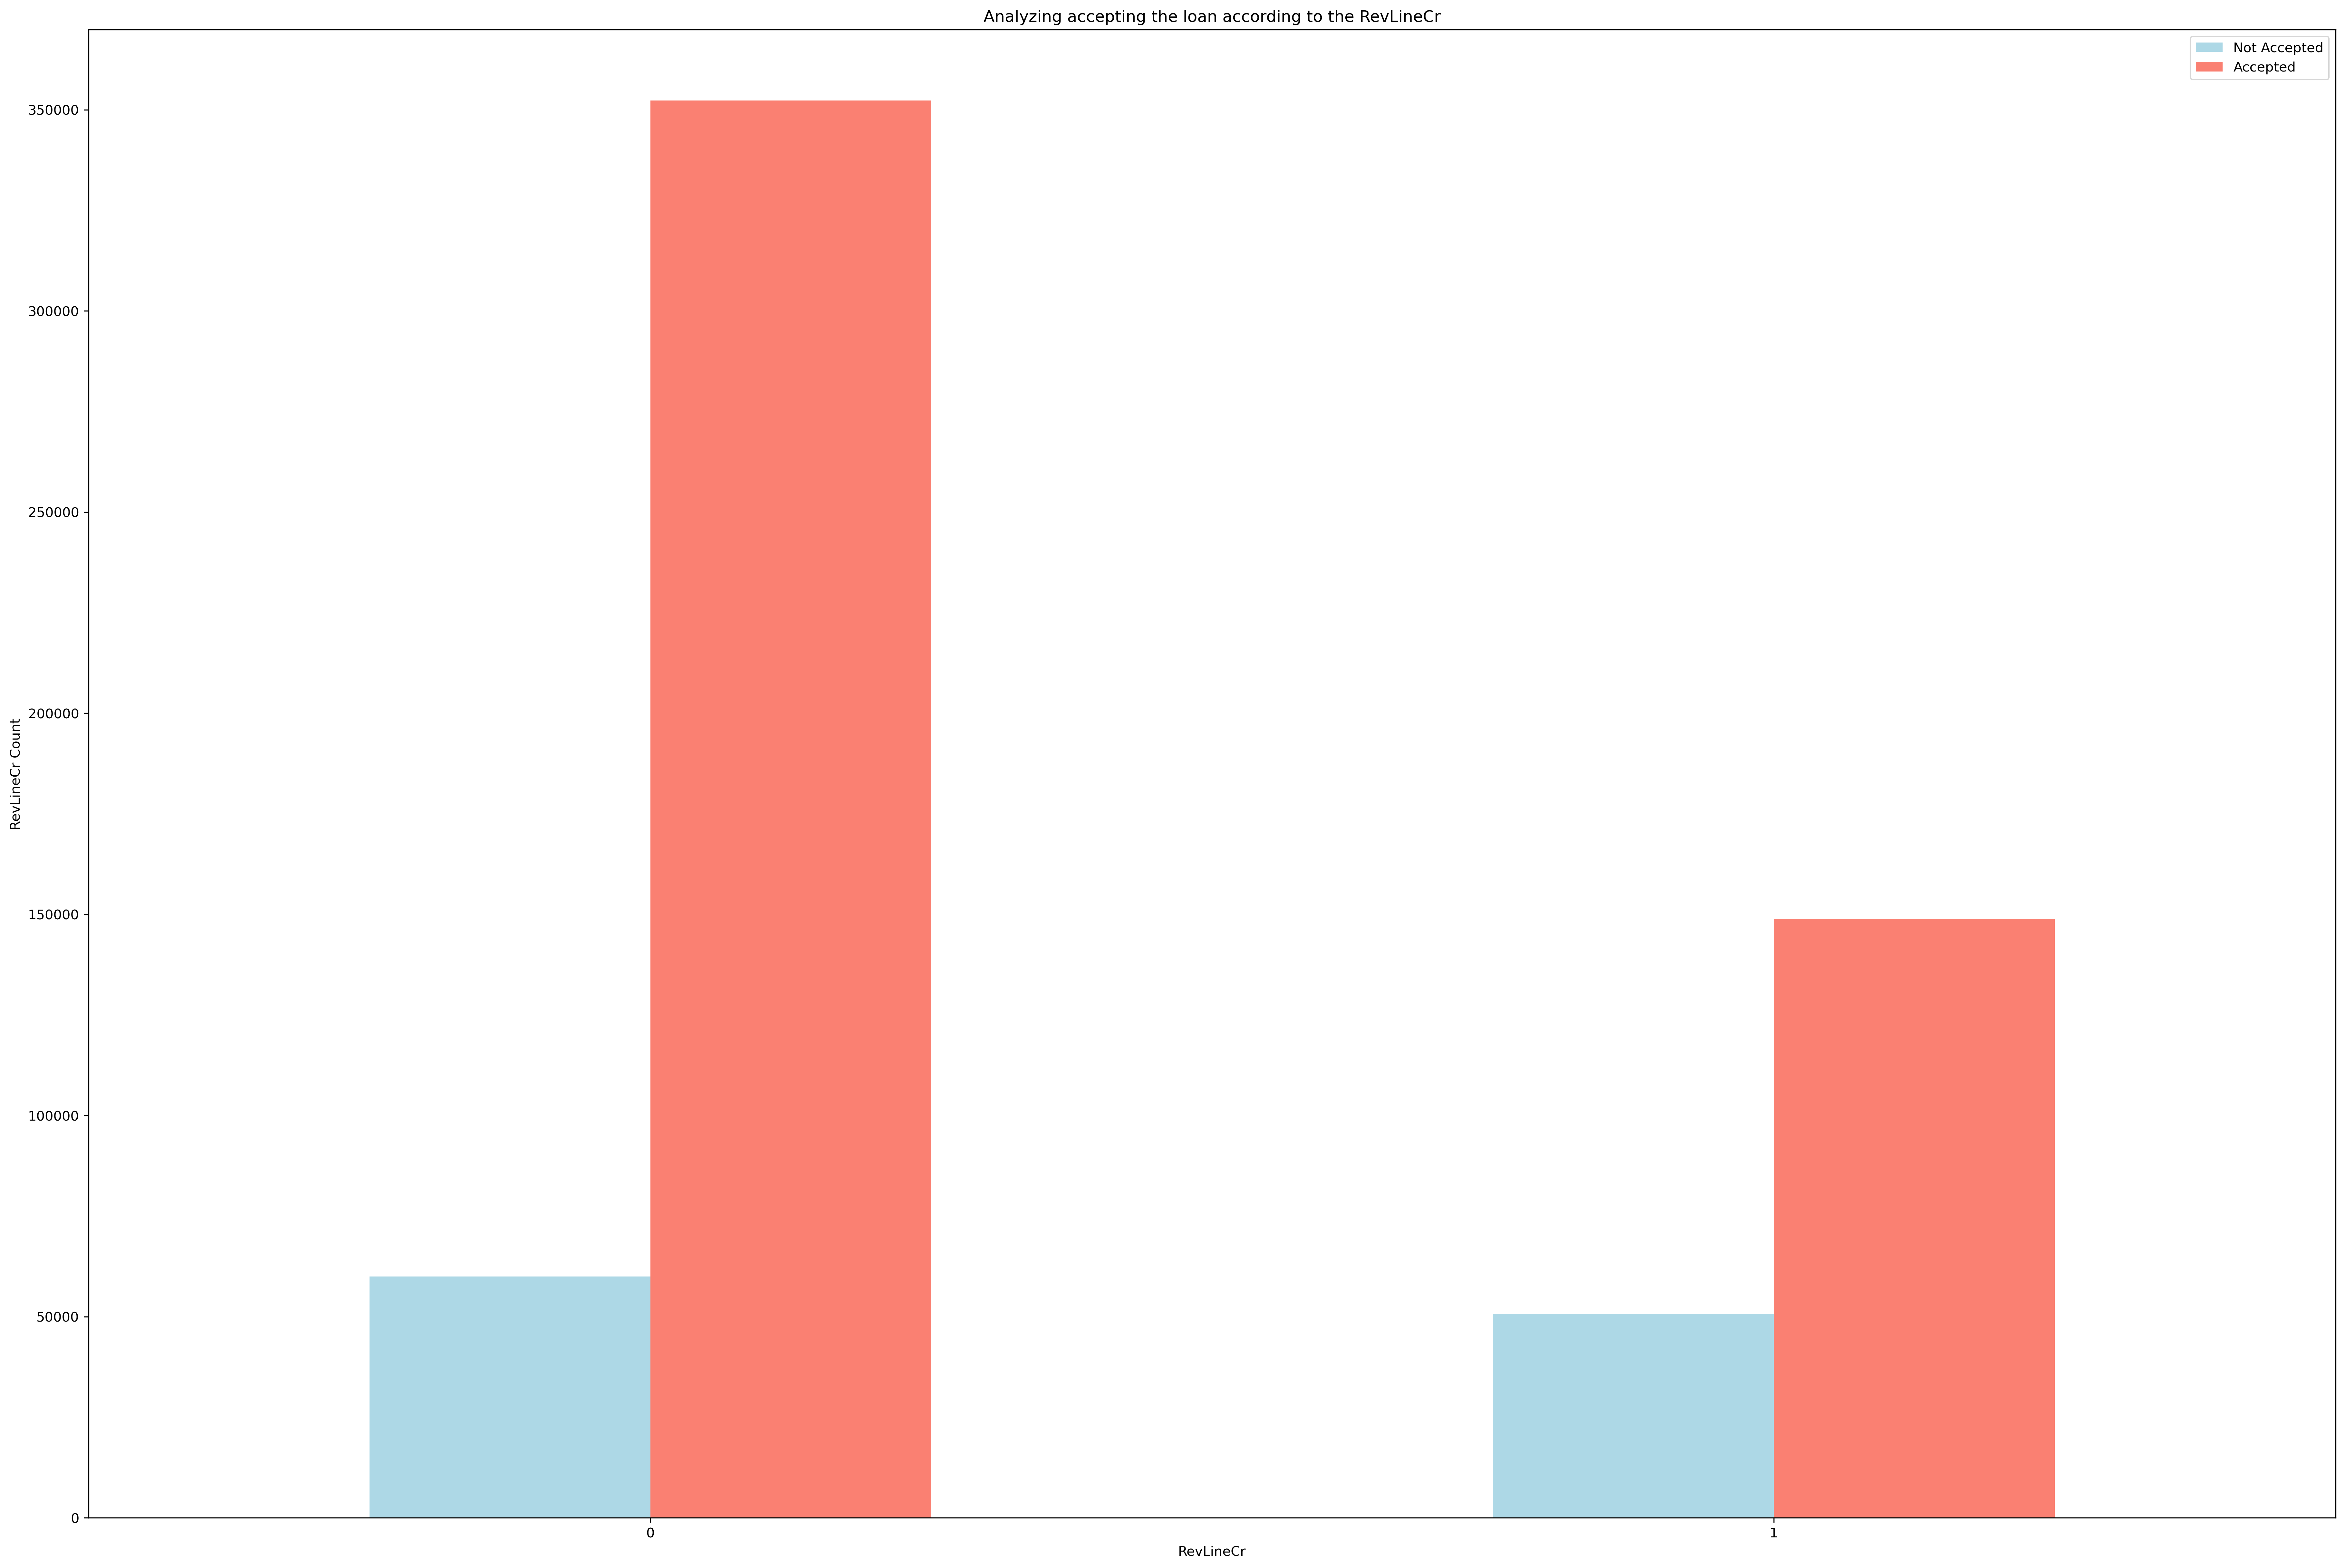 Analyzing accepting the loan according to the RevLineCr
Not Accepted
Accepted
350000
300000
250000
200000
150000
100000
50000
0
RevLineCr Count
0
1
RevLineCr